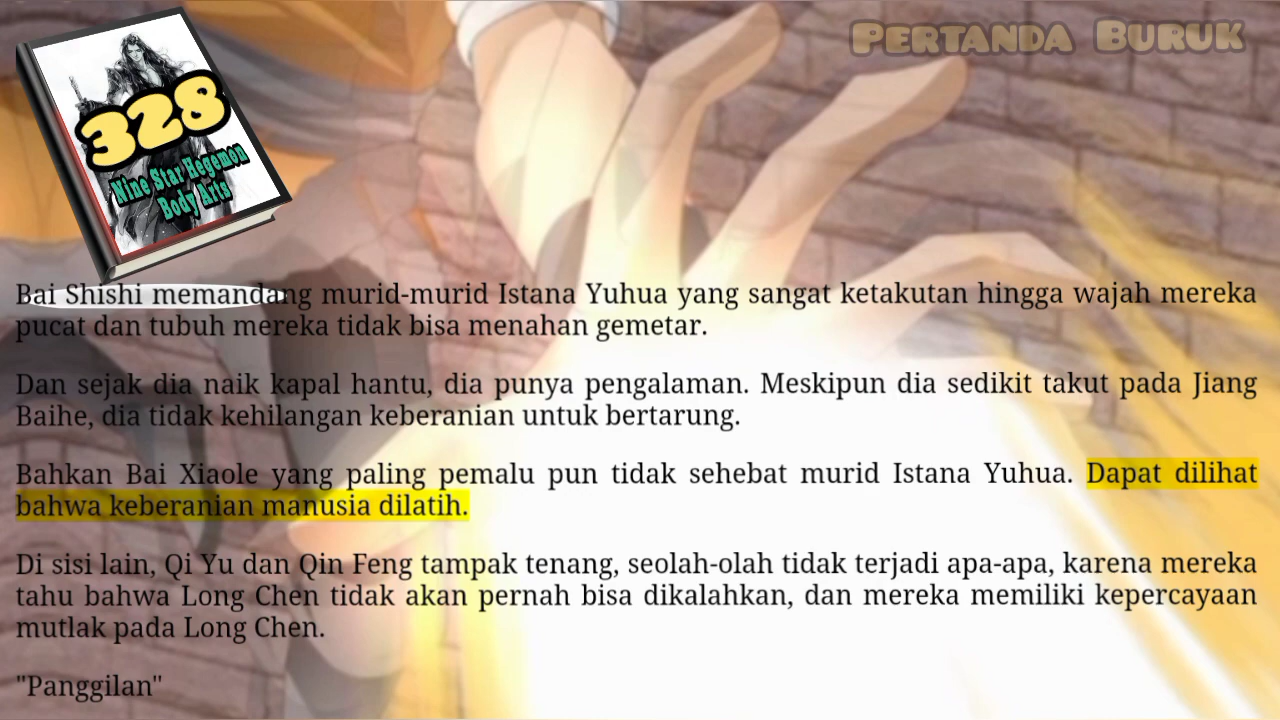 Pertanda Buruk
328
Nine Star Hegemon
Body Arts
Bai Shishi memandang murid-murid Istana Yuhua yang sangat ketakutan hingga wajah mereka
pucat dan tubuh mereka tidak bisa menahan gemetar.
Dan sejak dia naik kapal hantu, dia punya pengalaman. Meskipun dia sedikit takut pada Jiang
Baihe, dia tidak kehilangan keberanian untuk bertarung.
Bahkan Bai Xiaole yang paling pemalu pun tidak sehebat murid Istana Yuhua. Dapat dilihat
bahwa keberanian manusia dilatih.
Di sisi lain, Qi Yu dan Qin Feng tampak tenang, seolah-olah tidak terjadi apa-apa, karena mereka
tahu bahwa Long Chen tidak akan pernah bisa dikalahkan, dan mereka memiliki kepercayaan
mutlak pada Long Chen.
"Panggilan"